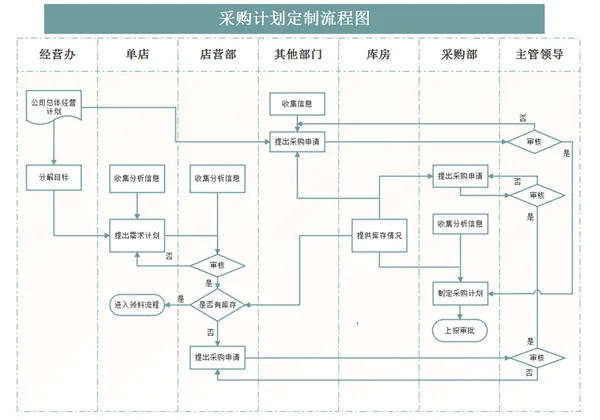 采购计划定制流程图
经营办 单店 店营部 其他部门 库房 采购部 主管领导
公司总体经营
计划
收集信息
否
提出采购申请
审核
是
分解目标
收集分析信息
收集分析信息
提出采购申请
否
审核
提出需求计划
提供库存情况
收集分析信息
是
否
审核
是
制定采购计划
进入领料流程
是
是否有库存
否
上报审批
是
提出采购申请
审核
否